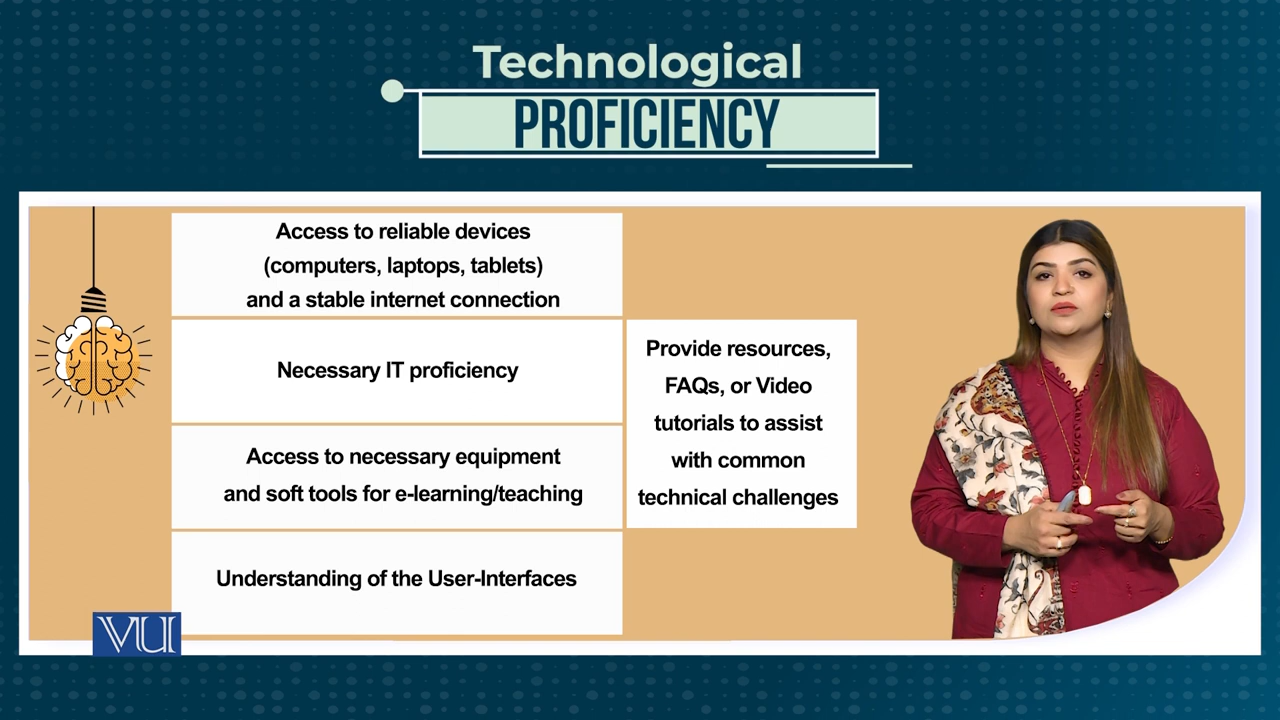 Technological
PROFICIENCY
Access to reliable devices
(computers, laptops, tablets)
and a stable internet connection
Necessary IT proficiency
Access to necessary equipment
and soft tools for e-learning/teaching
Understanding of the User-Interfaces
Provide resources,
FAQs, or Video
tutorials to assist
with common
technical challenges
VU